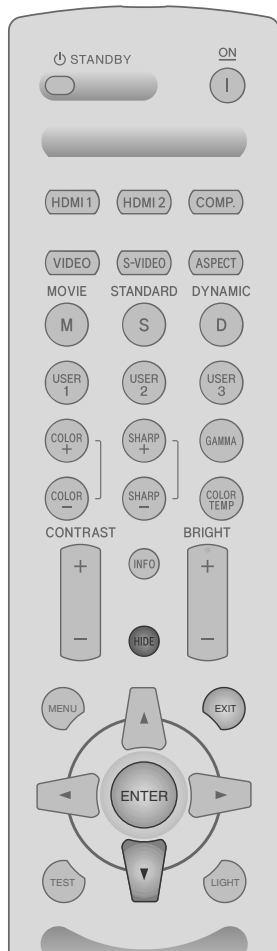 STANDBY
ON
I
HDMI 1 HDMI 2 COMP.
VIDEO S-VIDEO ASPECT
MOVIE STANDARD DYNAMIC
M S D
USER 1 USER 2 USER 3
COLOR + SHARP + GAMMA
COLOR – SHARP – COLOR TEMP
CONTRAST BRIGHT
+ INFO +
– HIDE –
MENU EXIT
ENTER
TEST LIGHT